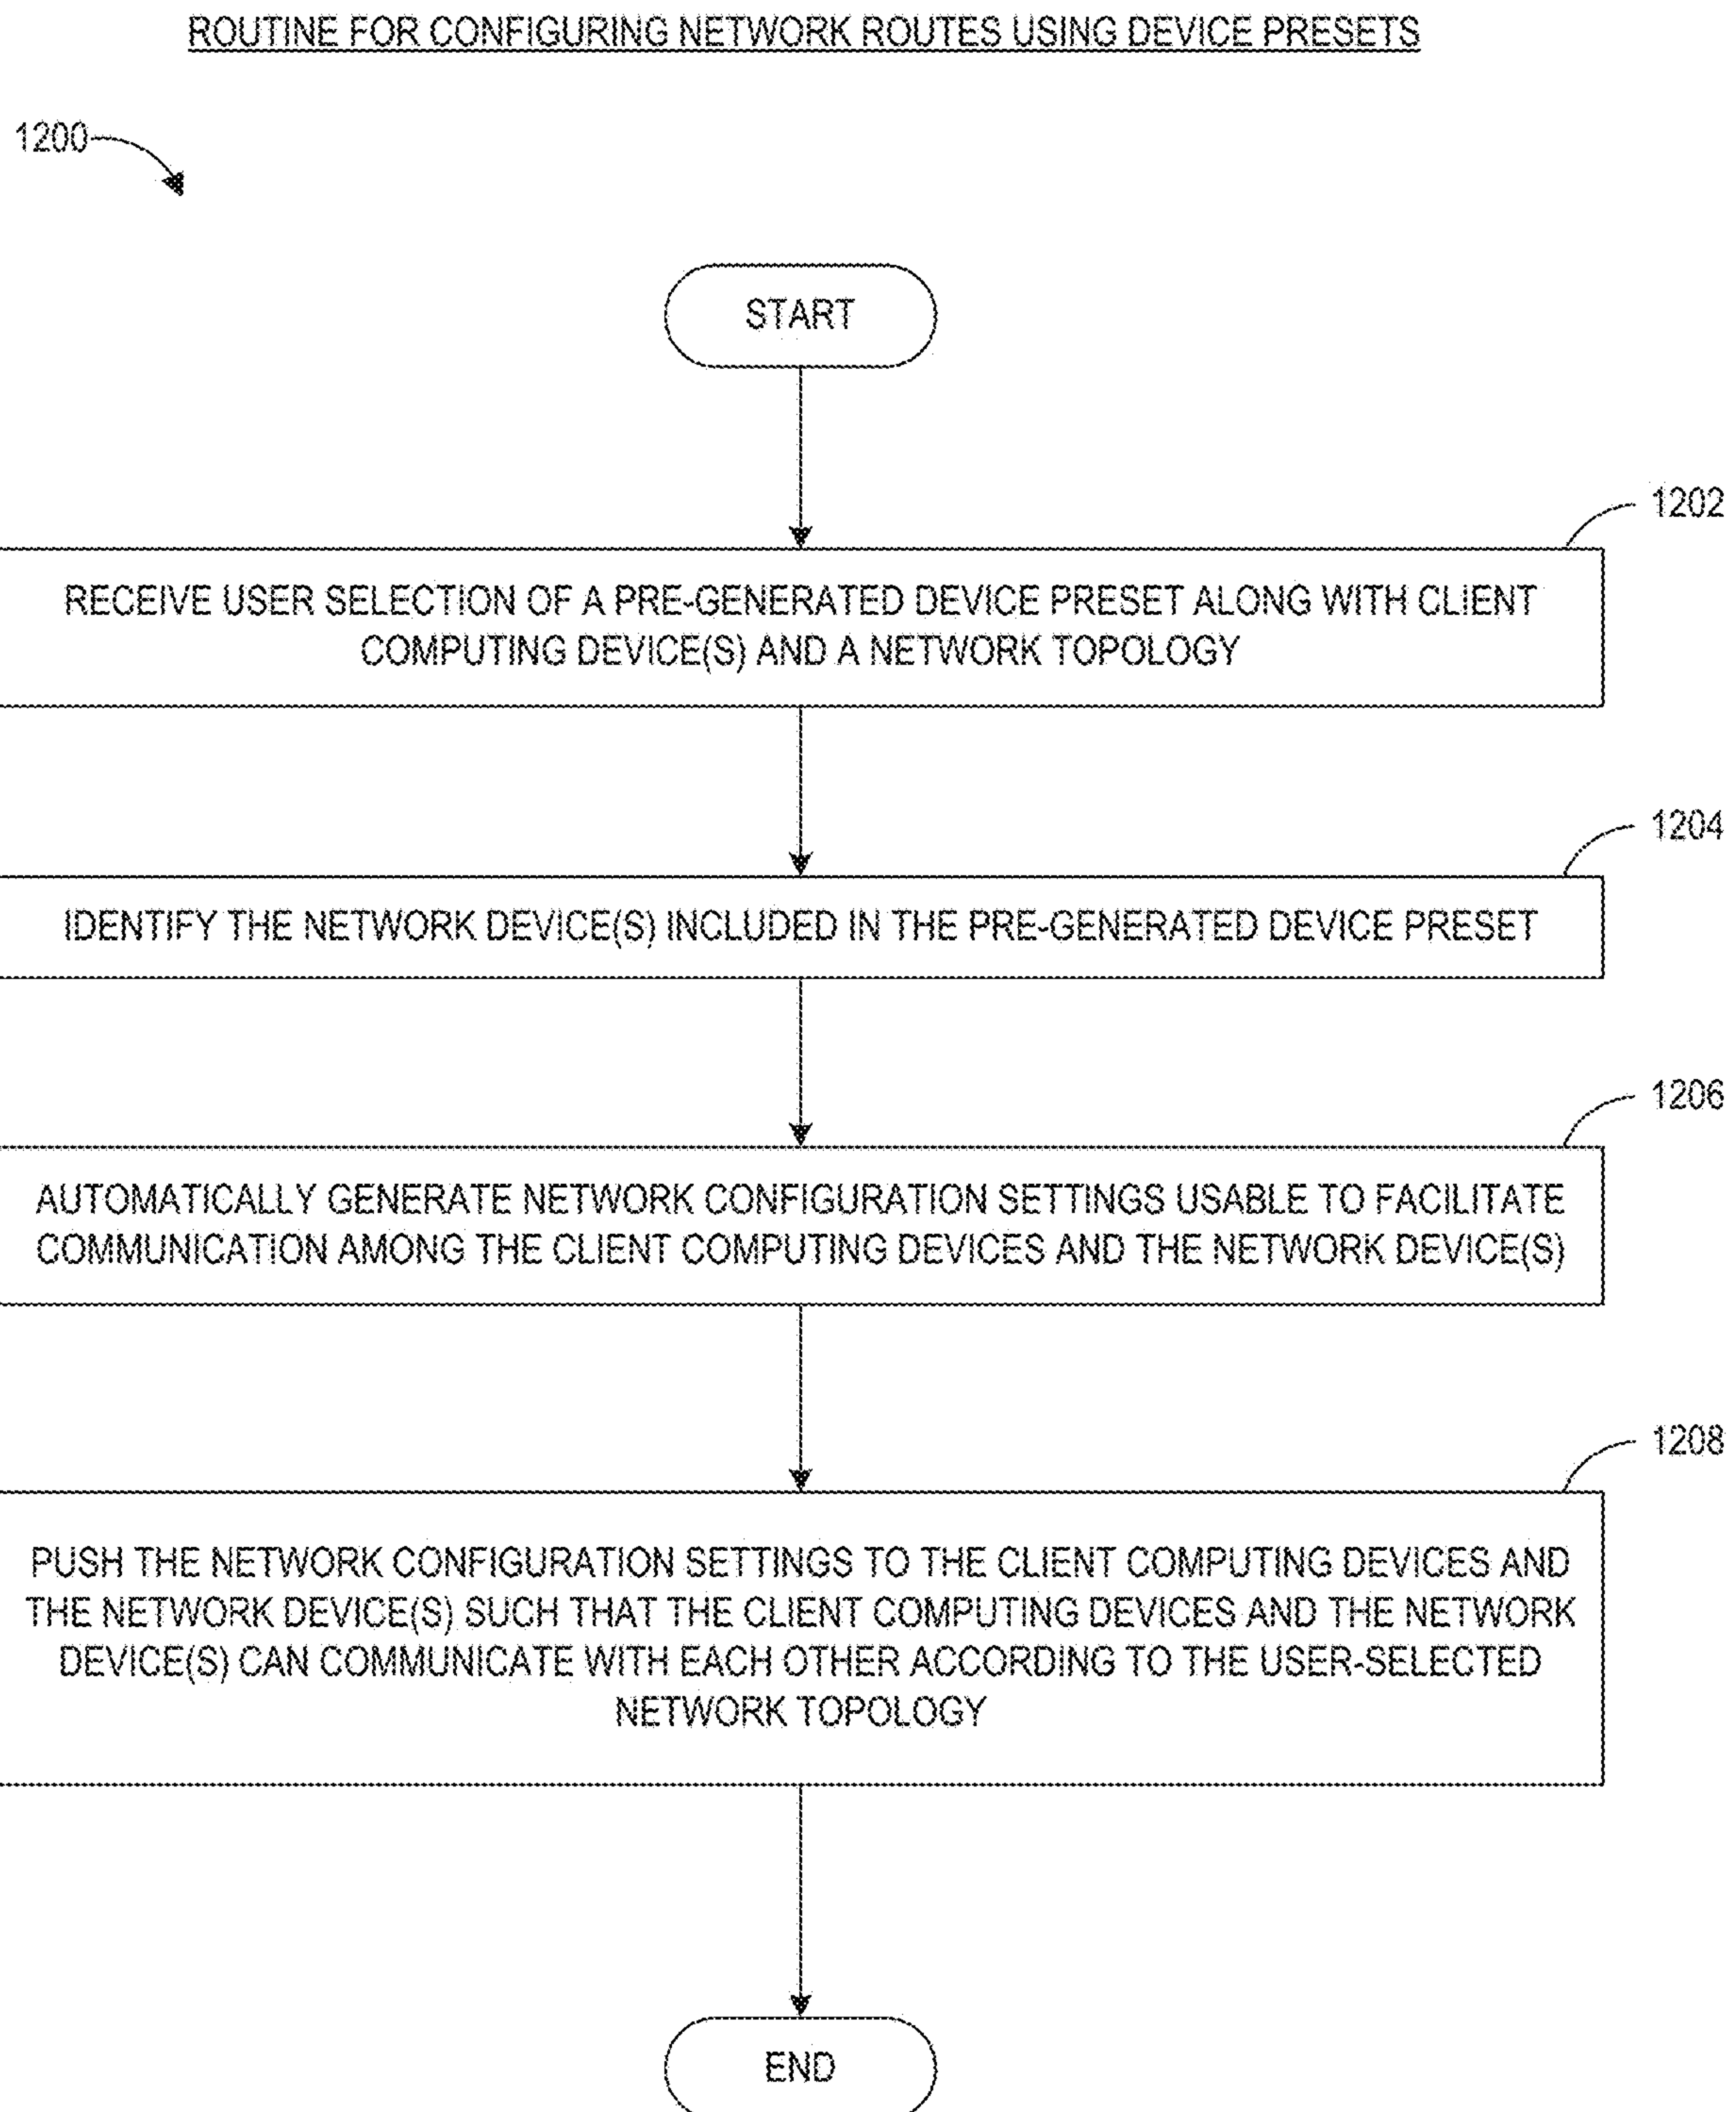 ROUTINE FOR CONFIGURING NETWORK ROUTES USING DEVICE PRESETS
1200
START
1202
RECEIVE USER SELECTION OF A PRE-GENERATED DEVICE PRESET ALONG WITH CLIENT
COMPUTING DEVICE(S) AND A NETWORK TOPOLOGY
1204
IDENTIFY THE NETWORK DEVICE(S) INCLUDED IN THE PRE-GENERATED DEVICE PRESET
1206
AUTOMATICALLY GENERATE NETWORK CONFIGURATION SETTINGS USABLE TO FACILITATE
COMMUNICATION AMONG THE CLIENT COMPUTING DEVICES AND THE NETWORK DEVICE(S)
1208
PUSH THE NETWORK CONFIGURATION SETTINGS TO THE CLIENT COMPUTING DEVICES AND
THE NETWORK DEVICE(S) SUCH THAT THE CLIENT COMPUTING DEVICES AND THE NETWORK
DEVICE(S) CAN COMMUNICATE WITH EACH OTHER ACCORDING TO THE USER-SELECTED
NETWORK TOPOLOGY
END